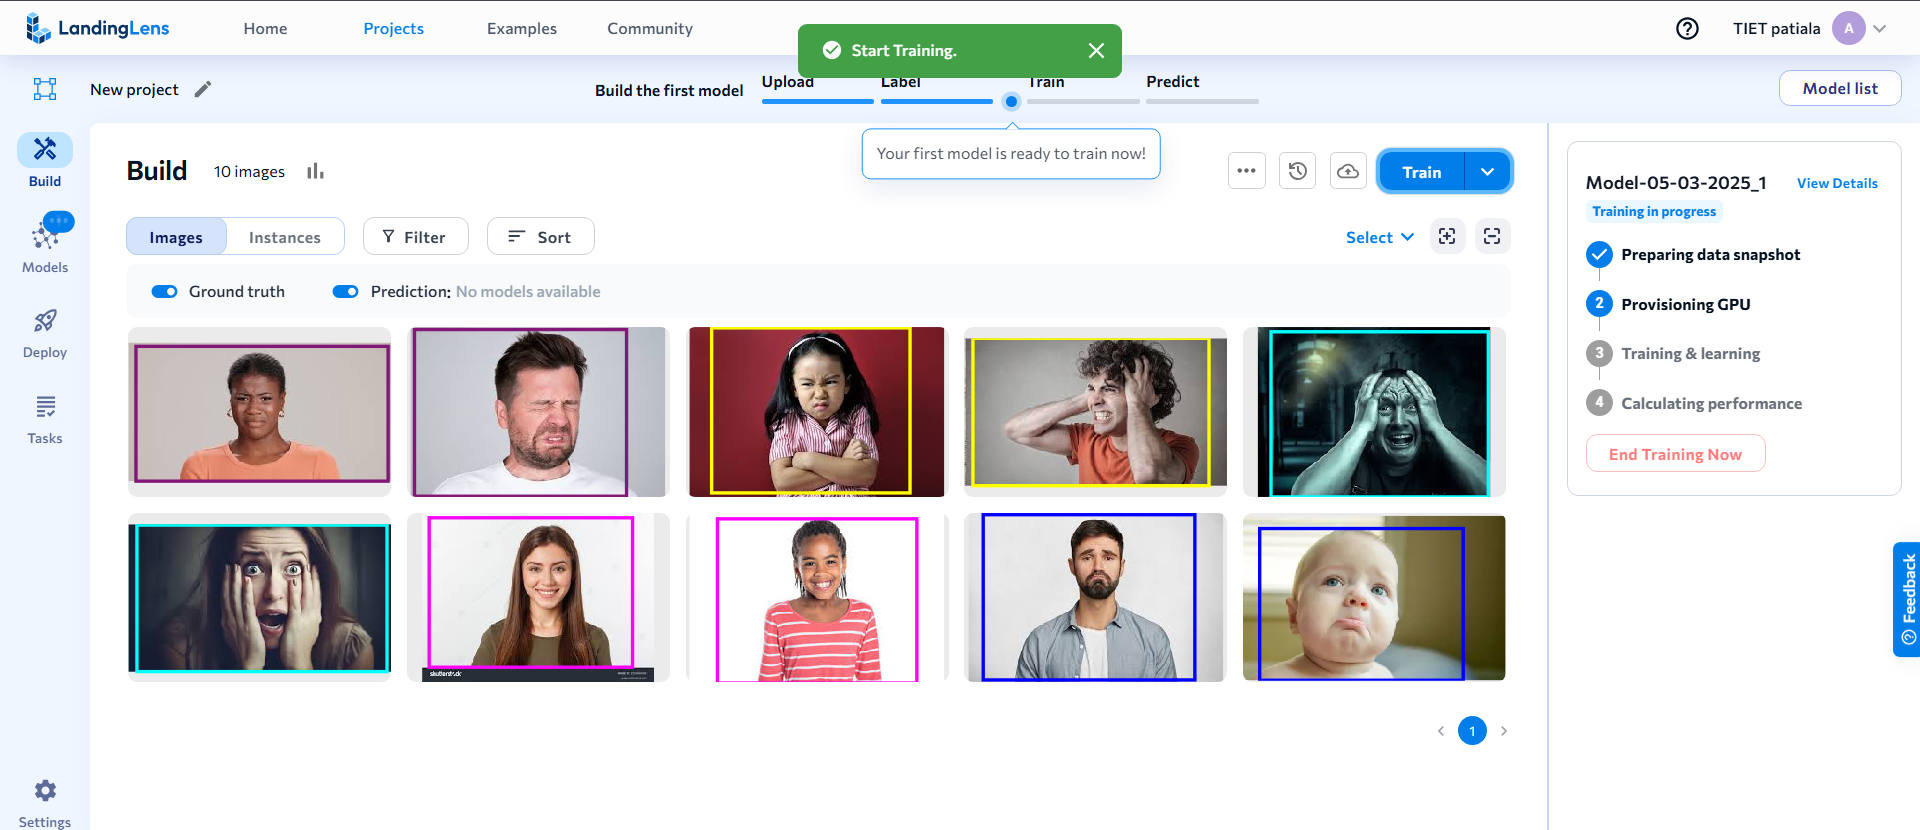 LandingLens
Home
Projects
Examples
Community
Start Training.
TIET patiala
A
New project
Build the first model
Upload
Label
Train
Predict
Model list
Your first model is ready to train now!
Build
Models
Deploy
Tasks
Settings
Build
10 images
Train
Images
Instances
Filter
Sort
Select
Ground truth
Prediction: No models available
shutterstock
1
Model-05-03-2025_1
View Details
Training in progress
Preparing data snapshot
2
Provisioning GPU
3
Training & learning
4
Calculating performance
End Training Now
Feedback